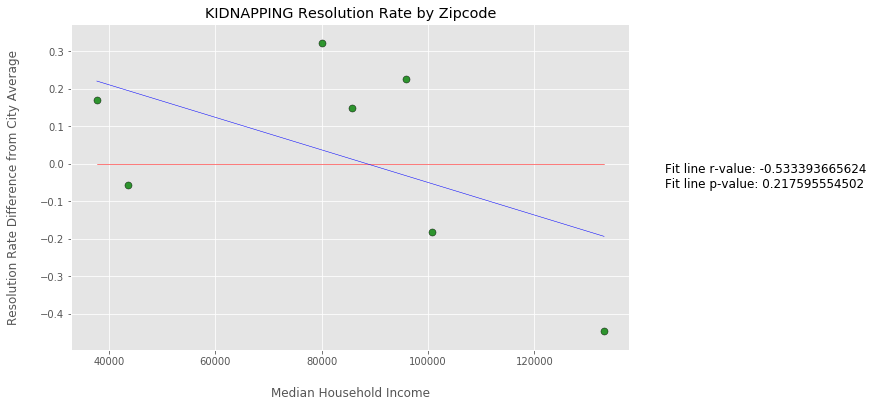 KIDNAPPING Resolution Rate by Zipcode
Resolution Rate Difference from City Average
0.3
0.2
0.1
0.0
−0.1
−0.2
−0.3
−0.4
40000
60000
80000
100000
120000
Median Household Income
Fit line r-value: -0.533393665624
Fit line p-value: 0.217595554502